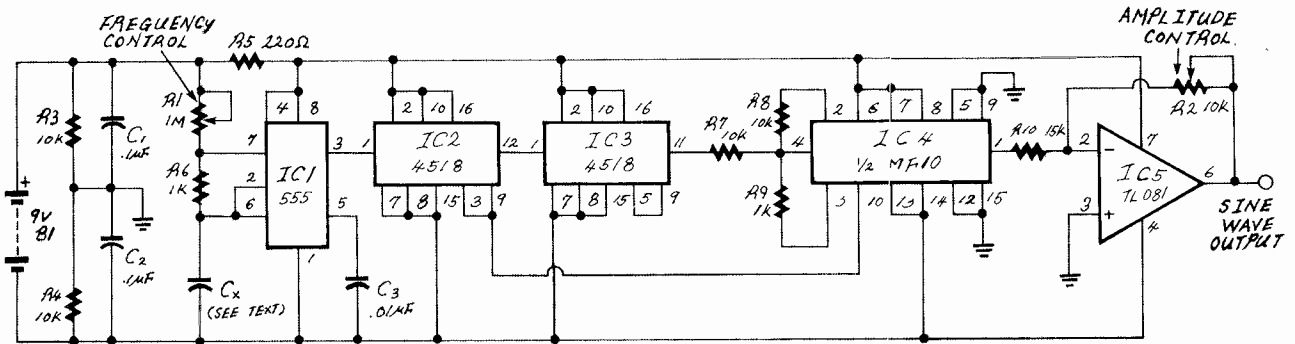 FREQUENCY
CONTROL
R5 220Ω
AMPLITUDE
CONTROL
R1
1M
R3
10K
C1
.1µF
4
8
7
R6
1K
2
6
IC1
555
3
5
1
Cx
(SEE TEXT)
C3
.01µF
9V
B1
+
C2
.1µF
R4
10K
2
10
16
1
IC2
4518
12
7
8
15
3
9
2
10
16
1
IC3
4518
11
7
8
15
5
9
R7
10K
R8
10K
R9
1K
2
6
7
8
5
9
4
IC4
½ MF10
1
3
10
13
14
12
15
R10 15K
R2 10K
2
−
7
IC5
TL081
6
3
+
4
SINE
WAVE
OUTPUT